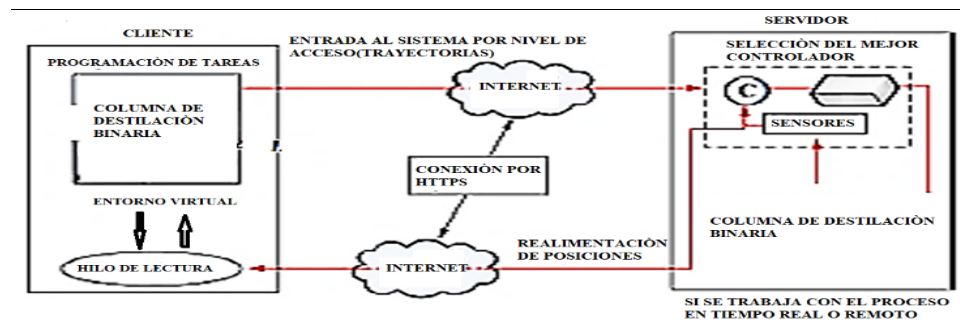 CLIENTE
PROGRAMACIÒN DE TAREAS
COLUMNA DE
DESTILACIÒN
BINARIA
ENTORNO VIRTUAL
HILO DE LECTURA
ENTRADA AL SISTEMA POR NIVEL DE
ACCESO(TRAYECTORIAS)
INTERNET
CONEXIÒN POR
HTTPS
INTERNET
REALIMENTACIÒN
DE POSICIONES
SERVIDOR
SELECCIÒN DEL MEJOR
CONTROLADOR
C
SENSORES
COLUMNA DE DESTILACIÒN
BINARIA
SI SE TRABAJA CON EL PROCESO
EN TIEMPO REAL O REMOTO